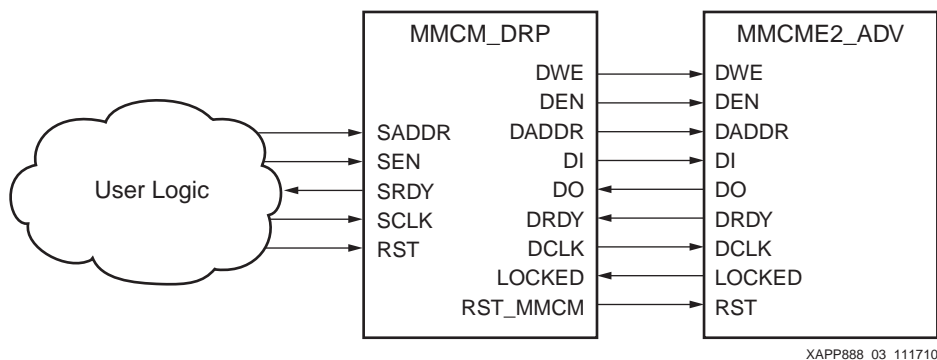 MMCM_DRP
MMCME2_ADV
DWE
DWE
DEN
DEN
SADDR
DADDR
DADDR
SEN
DI
DI
User Logic
SRDY
DO
DO
SCLK
DRDY
DRDY
RST
DCLK
DCLK
LOCKED
LOCKED
RST_MMCM
RST
XAPP888_03_111710